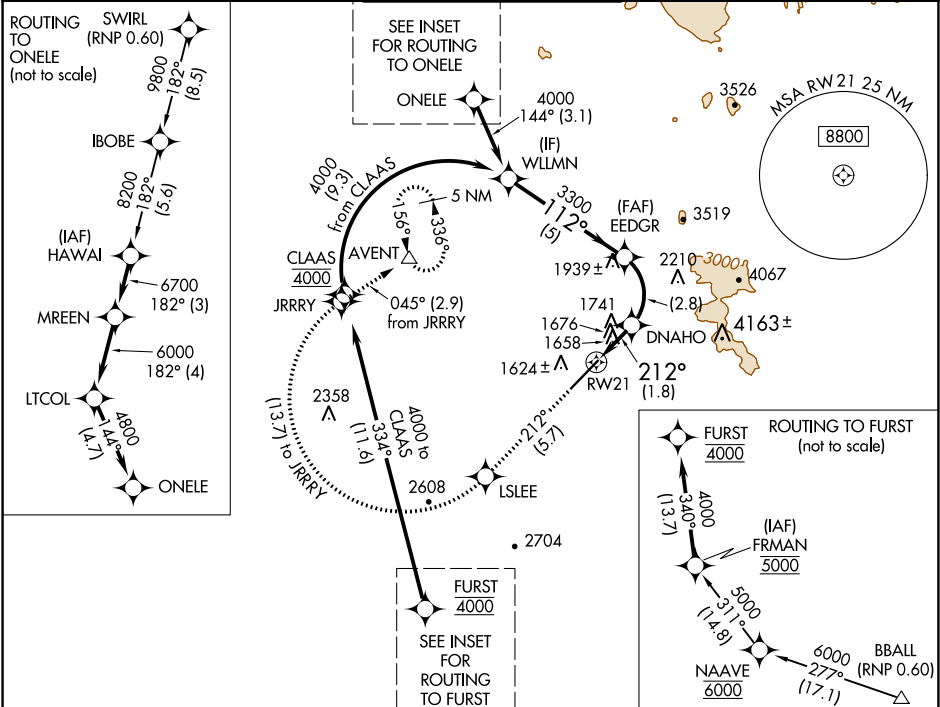 ROUTING
TO
ONELE
(not to scale)
SWIRL
(RNP 0.60)
9800
182°
(8.5)
IBOBE
8200
182°
(5.6)
(IAF)
HAWAI
6700
182° (3)
MREEN
6000
182° (4)
LTCOL
4800
144°
(4.7)
ONELE
SEE INSET
FOR ROUTING
TO ONELE
ONELE
4000
144° (3.1)
(IF)
WLLMN
4000
(9.3)
from CLAAS
5 NM
156°
336°
AVENT
CLAAS
4000
JRRRY
045° (2.9)
from JRRRY
3300
112°
(5)
(FAF)
EEDGR
1939±
(2.8)
1741
1676
1658
1624±
DNAHO
RW21
212°
(1.8)
212°
(5.7)
LSLEE
2358
(13.7) to JRRRY
4000 to
CLAAS
334°
(11.6)
2608
2704
FURST
4000
SEE INSET
FOR
ROUTING
TO FURST
3526
3519
2210
3000
4067
4163±
MSA RW 21 25 NM
8800
ROUTING TO FURST
(not to scale)
FURST
4000
4000
340°
(13.7)
(IAF)
FRMAN
5000
5000
311°
(14.8)
NAAVE
6000
6000
277°
(17.1)
BBALL
(RNP 0.60)